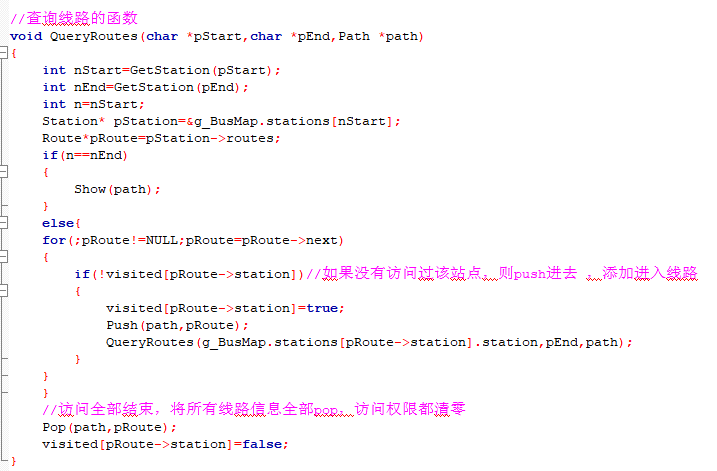 //查询线路的函数
void QueryRoutes(char *pStart,char *pEnd,Path *path)
{
    int nStart=GetStation(pStart);
    int nEnd=GetStation(pEnd);
    int n=nStart;
    Station* pStation=&g_BusMap.stations[nStart];
    Route*pRoute=pStation->routes;
    if(n==nEnd)
    {
        Show(path);
    }
    else{
    for(;pRoute!=NULL;pRoute=pRoute->next)
    {
        if(!visited[pRoute->station])//如果没有访问过该站点，则push进去 ，添加进入线路
        {
            visited[pRoute->station]=true;
            Push(path,pRoute);
            QueryRoutes(g_BusMap.stations[pRoute->station].station,pEnd,path);
        }
    }
    }
    //访问全部结束，将所有线路信息全部pop，访问权限都清零
    Pop(path,pRoute);
    visited[pRoute->station]=false;
}